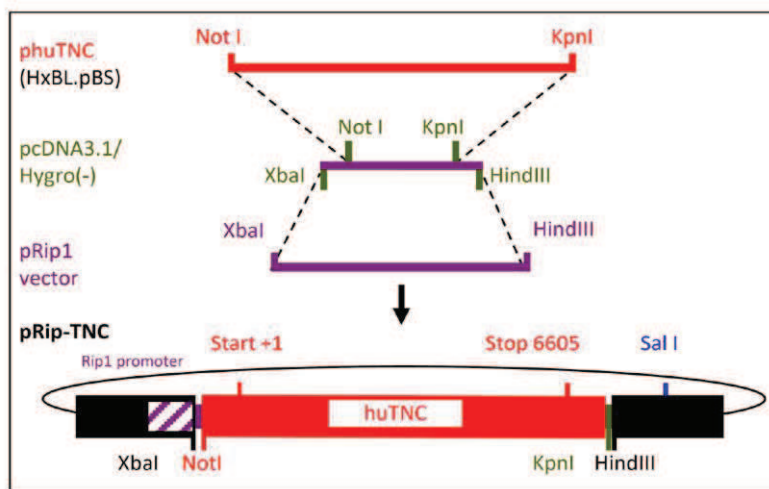 phuTNC
(HxBL.pBS)
Not I
KpnI
pcDNA3.1/
Hygro(-)
Not I
KpnI
XbaI
HindIII
pRip1
vector
XbaI
HindIII
pRip-TNC
Rip1 promoter
Start +1
Stop 6605
Sal I
huTNC
XbaI
NotI
KpnI
HindIII